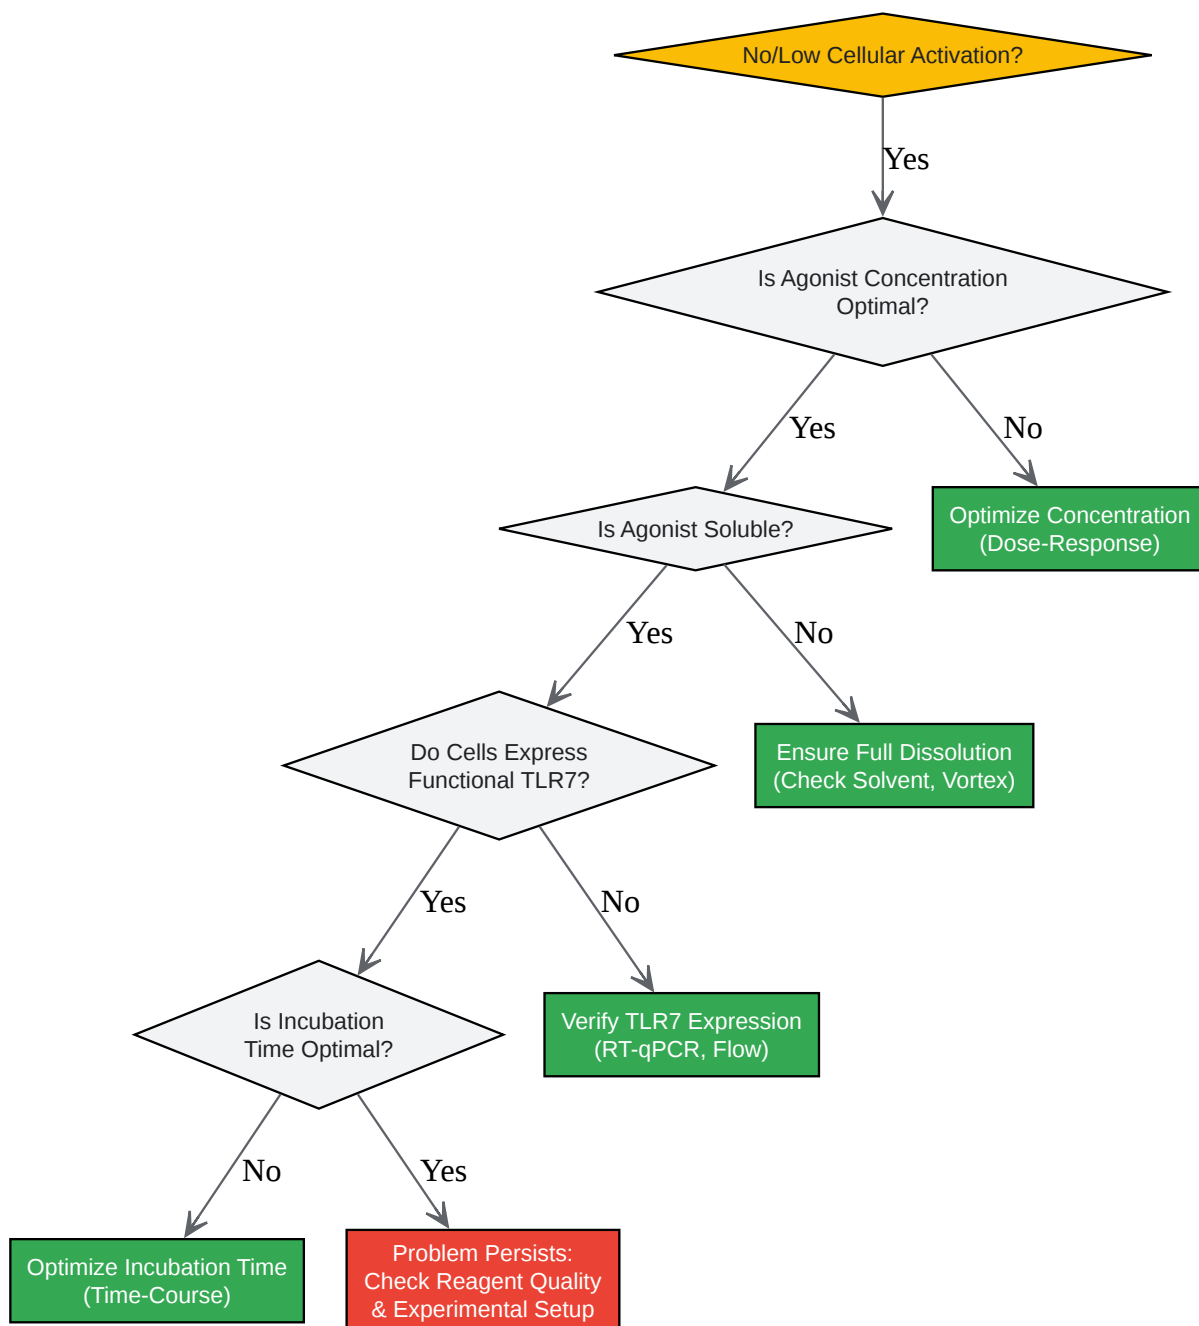 No/Low Cellular Activation?
Yes
Is Agonist Concentration
Optimal?
Yes
No
Is Agonist Soluble?
Optimize Concentration
(Dose-Response)
Yes
No
Do Cells Express
Functional TLR7?
Ensure Full Dissolution
(Check Solvent, Vortex)
Yes
No
Is Incubation
Time Optimal?
Verify TLR7 Expression
(RT-qPCR, Flow)
No
Yes
Optimize Incubation Time
(Time-Course)
Problem Persists:
Check Reagent Quality
& Experimental Setup